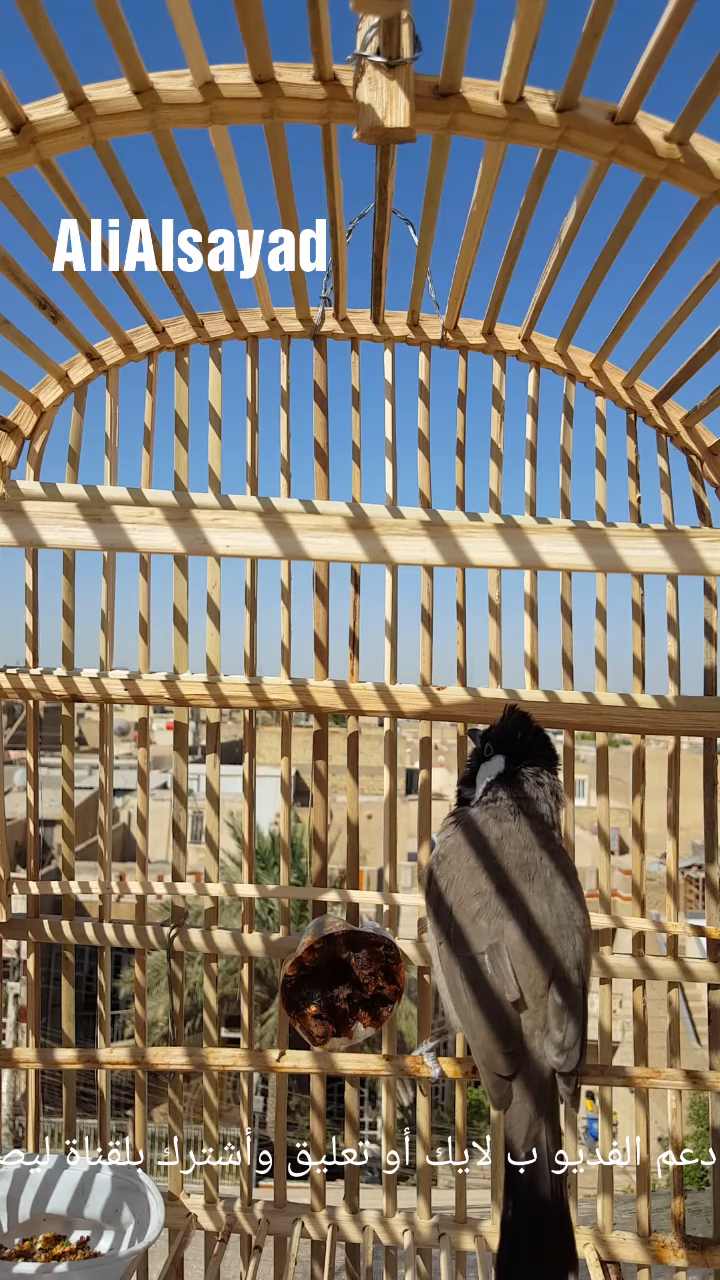 AliAlsayad
دعم الفديو ب لايك أو تعليق وأشترك بلقناة